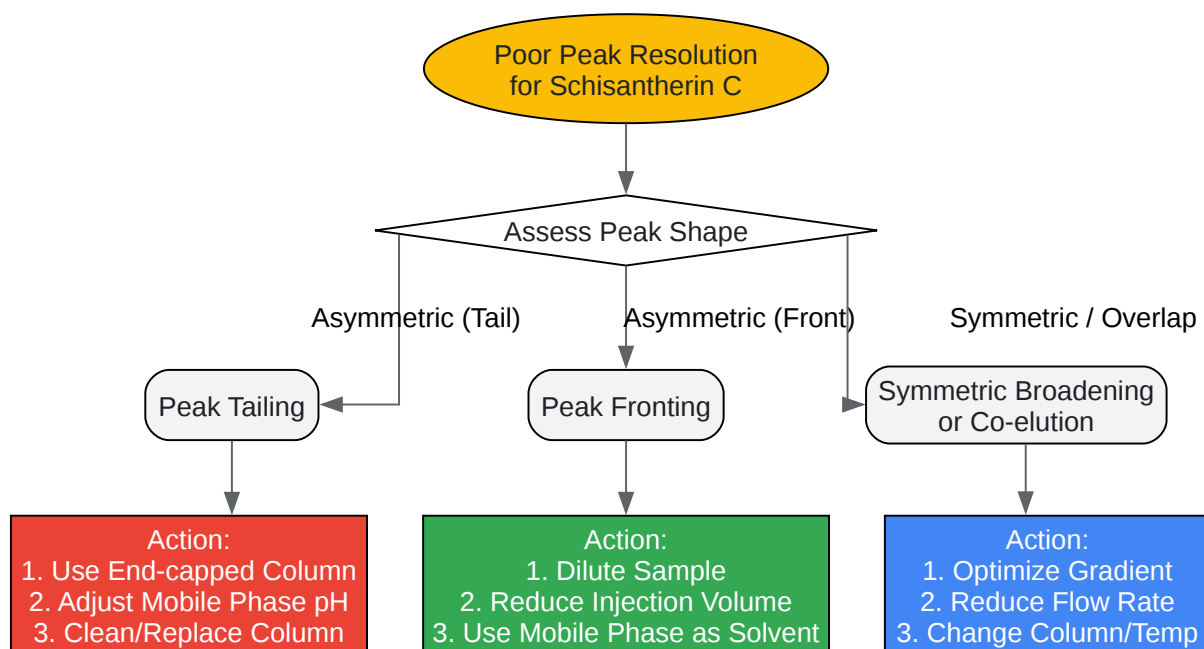 Poor Peak Resolution
for Schisantherin C
Assess Peak Shape
Asymmetric (Tail)
Asymmetric (Front)
Symmetric / Overlap
Peak Tailing
Peak Fronting
Symmetric Broadening
or Co-elution
Action:
1. Use End-capped Column
2. Adjust Mobile Phase pH
3. Clean/Replace Column
Action:
1. Dilute Sample
2. Reduce Injection Volume
3. Use Mobile Phase as Solvent
Action:
1. Optimize Gradient
2. Reduce Flow Rate
3. Change Column/Temp